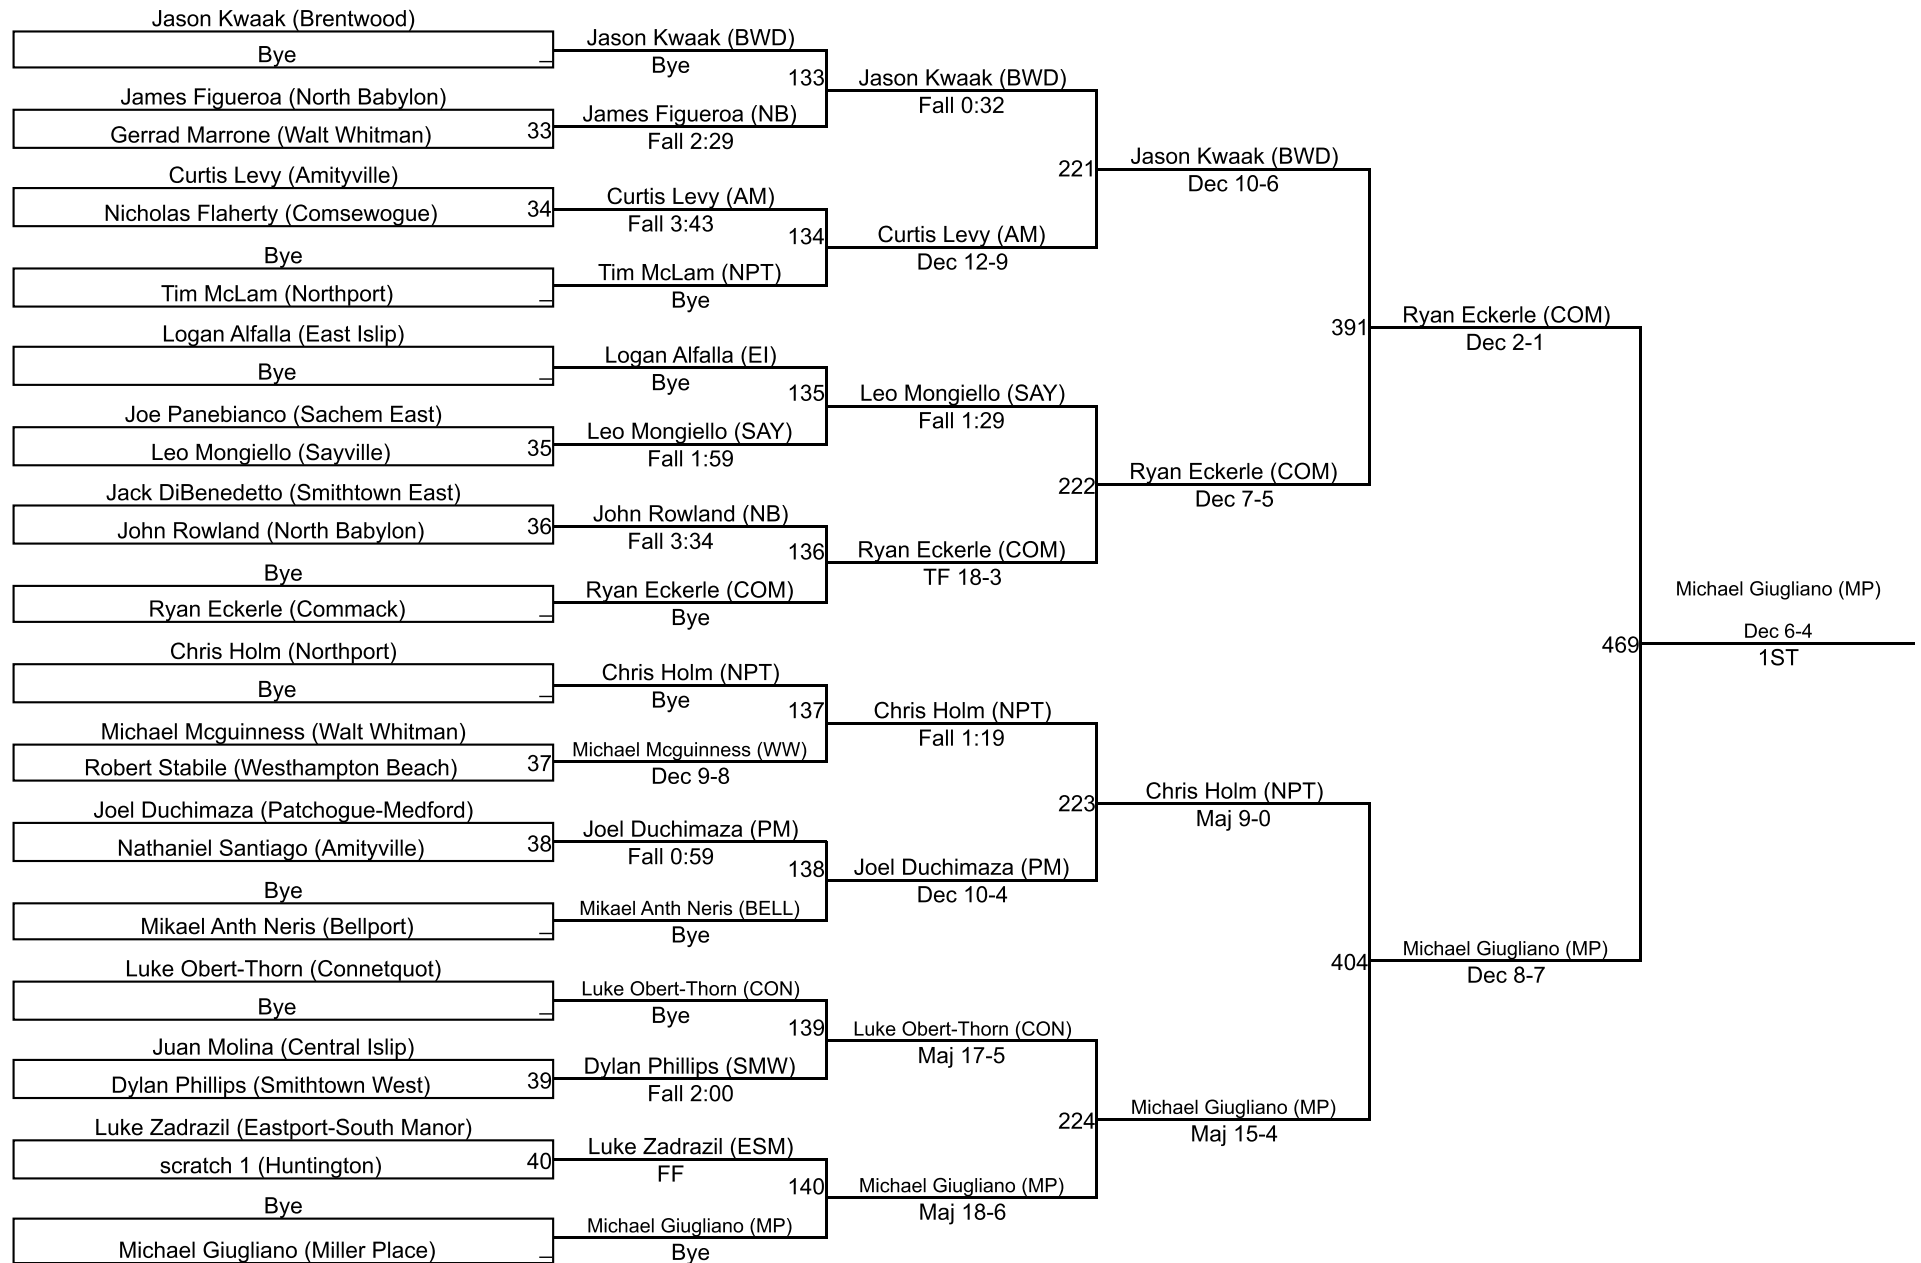 Jason Kwaak (Brentwood)
Bye
_
James Figueroa (North Babylon)
Gerrad Marrone (Walt Whitman)
33
Curtis Levy (Amityville)
Nicholas Flaherty (Comsewogue)
34
Bye
Tim McLam (Northport)
_
Logan Alfalla (East Islip)
Bye
_
Joe Panebianco (Sachem East)
Leo Mongiello (Sayville)
35
Jack DiBenedetto (Smithtown East)
John Rowland (North Babylon)
36
Bye
Ryan Eckerle (Commack)
_
Chris Holm (Northport)
Bye
_
Michael Mcguinness (Walt Whitman)
Robert Stabile (Westhampton Beach)
37
Joel Duchimaza (Patchogue-Medford)
Nathaniel Santiago (Amityville)
38
Bye
Mikael Anth Neris (Bellport)
_
Luke Obert-Thorn (Connetquot)
Bye
_
Juan Molina (Central Islip)
Dylan Phillips (Smithtown West)
39
Luke Zadrazil (Eastport-South Manor)
scratch 1 (Huntington)
40
Bye
Michael Giugliano (Miller Place)
_
Jason Kwaak (BWD)
Bye
133
James Figueroa (NB)
Fall 2:29
Curtis Levy (AM)
Fall 3:43
134
Tim McLam (NPT)
Bye
Logan Alfalla (EI)
Bye
135
Leo Mongiello (SAY)
Fall 1:59
John Rowland (NB)
Fall 3:34
136
Ryan Eckerle (COM)
Bye
Chris Holm (NPT)
Bye
137
Michael Mcguinness (WW)
Dec 9-8
Joel Duchimaza (PM)
Fall 0:59
138
Mikael Anth Neris (BELL)
Bye
Luke Obert-Thorn (CON)
Bye
139
Dylan Phillips (SMW)
Fall 2:00
Luke Zadrazil (ESM)
FF
140
Michael Giugliano (MP)
Bye
Jason Kwaak (BWD)
Fall 0:32
221
Curtis Levy (AM)
Dec 12-9
Leo Mongiello (SAY)
Fall 1:29
222
Ryan Eckerle (COM)
TF 18-3
Chris Holm (NPT)
Fall 1:19
223
Joel Duchimaza (PM)
Dec 10-4
Luke Obert-Thorn (CON)
Maj 17-5
224
Michael Giugliano (MP)
Maj 18-6
Jason Kwaak (BWD)
Dec 10-6
391
Ryan Eckerle (COM)
Dec 7-5
Chris Holm (NPT)
Maj 9-0
404
Michael Giugliano (MP)
Maj 15-4
Ryan Eckerle (COM)
Dec 2-1
469
Michael Giugliano (MP)
Dec 8-7
Michael Giugliano (MP)
Dec 6-4
1ST